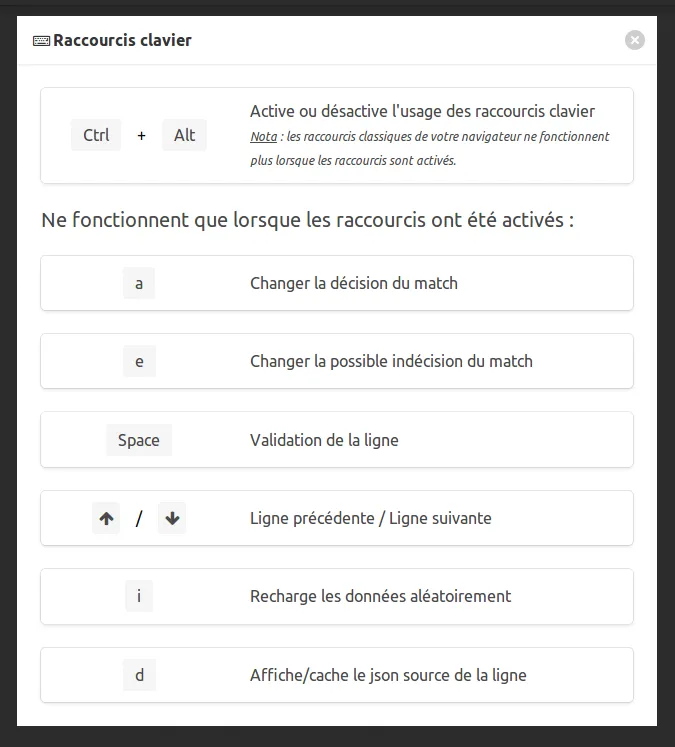 Raccourcis clavier
Ctrl + Alt
Active ou désactive l'usage des raccourcis clavier
Nota : les raccourcis classiques de votre navigateur ne fonctionnent
plus lorsque les raccourcis sont activés.
Ne fonctionnent que lorsque les raccourcis ont été activés :
a
Changer la décision du match
e
Changer la possible indécision du match
Space
Validation de la ligne
↑ / ↓
Ligne précédente / Ligne suivante
i
Recharge les données aléatoirement
d
Affiche/cache le json source de la ligne